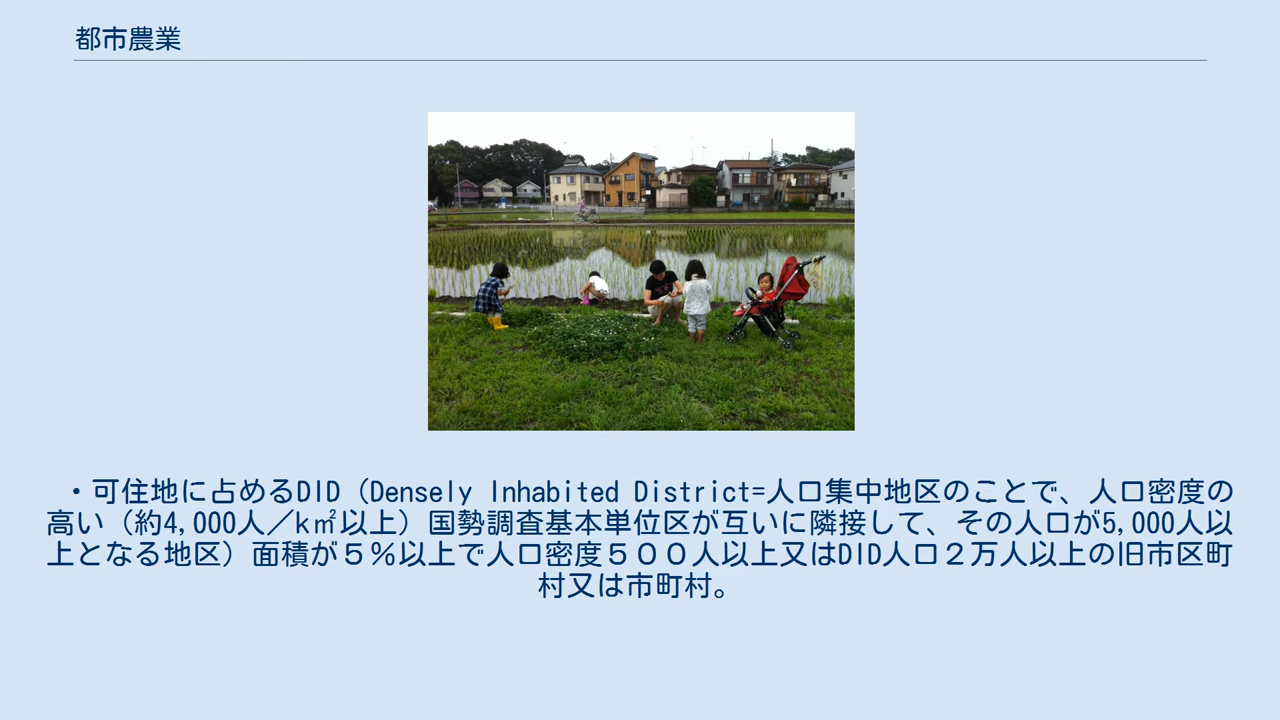 都市農業
・可住地に占めるDID（Densely Inhabited District=人口集中地区のことで、人口密度の
高い（約4,000人／k㎡以上）国勢調査基本単位区が互いに隣接して、その人口が5,000人以
上となる地区）面積が５％以上で人口密度５００人以上又はDID人口２万人以上の旧市区町
村又は市町村。